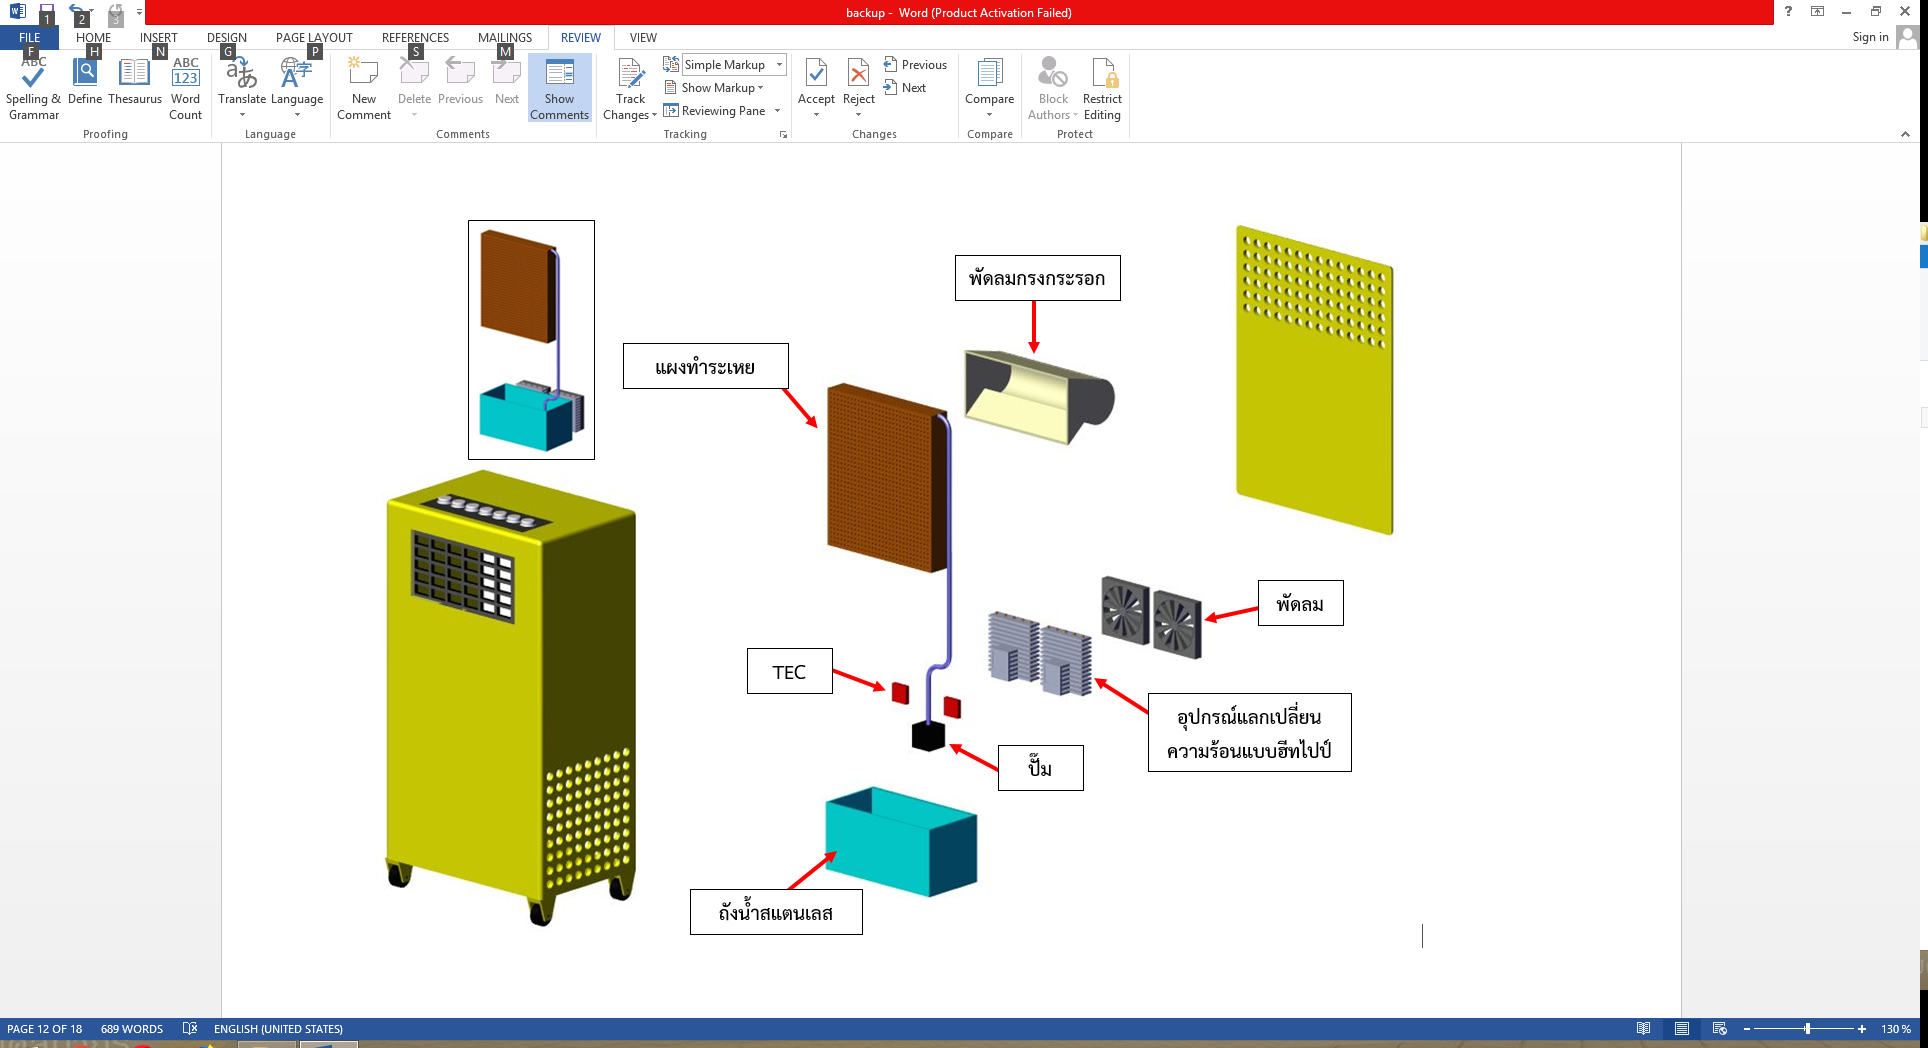 backup - Word (Product Activation Failed)
1
2
3
FILE
HOME
INSERT
DESIGN
PAGE LAYOUT
REFERENCES
MAILINGS
REVIEW
VIEW
Sign in
F
H
N
G
P
S
M
ABC
Spelling &
Grammar
Define
Thesaurus
ABC
123
Word
Count
Proofing
Translate
Language
Language
New
Comment
Delete
Previous
Next
Show
Comments
Comments
Track
Changes
Simple Markup
Show Markup
Reviewing Pane
Tracking
Accept
Reject
Previous
Next
Changes
Compare
Compare
Block
Authors
Restrict
Editing
Protect
พัดลมกรงกระรอก
แผงทำระเหย
พัดลม
TEC
อุปกรณ์แลกเปลี่ยน
ความร้อนแบบฮีทไปป์
ปั๊ม
ถังน้ำสแตนเลส
PAGE 12 OF 18
689 WORDS
ENGLISH (UNITED STATES)
130 %